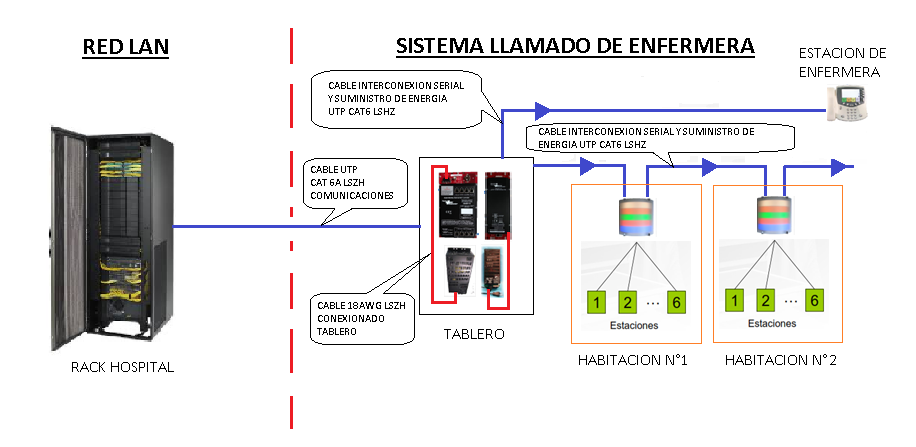 RED LAN
SISTEMA LLAMADO DE ENFERMERA
ESTACION DE
ENFERMERA
CABLE INTERCONEXION SERIAL
Y SUMINISTRO DE ENERGIA
UTP CAT6 LSHZ
CABLE INTERCONEXION SERIAL Y SUMINISTRO DE
ENERGIA UTP CAT6 LSHZ
CABLE UTP
CAT 6A LSZH
COMUNICACIONES
CABLE 18AWG LSZH
CONEXIONADO
TABLERO
TABLERO
RACK HOSPITAL
1 2 ... 6
Estaciones
HABITACION N°1
1 2 ... 6
Estaciones
HABITACION N°2